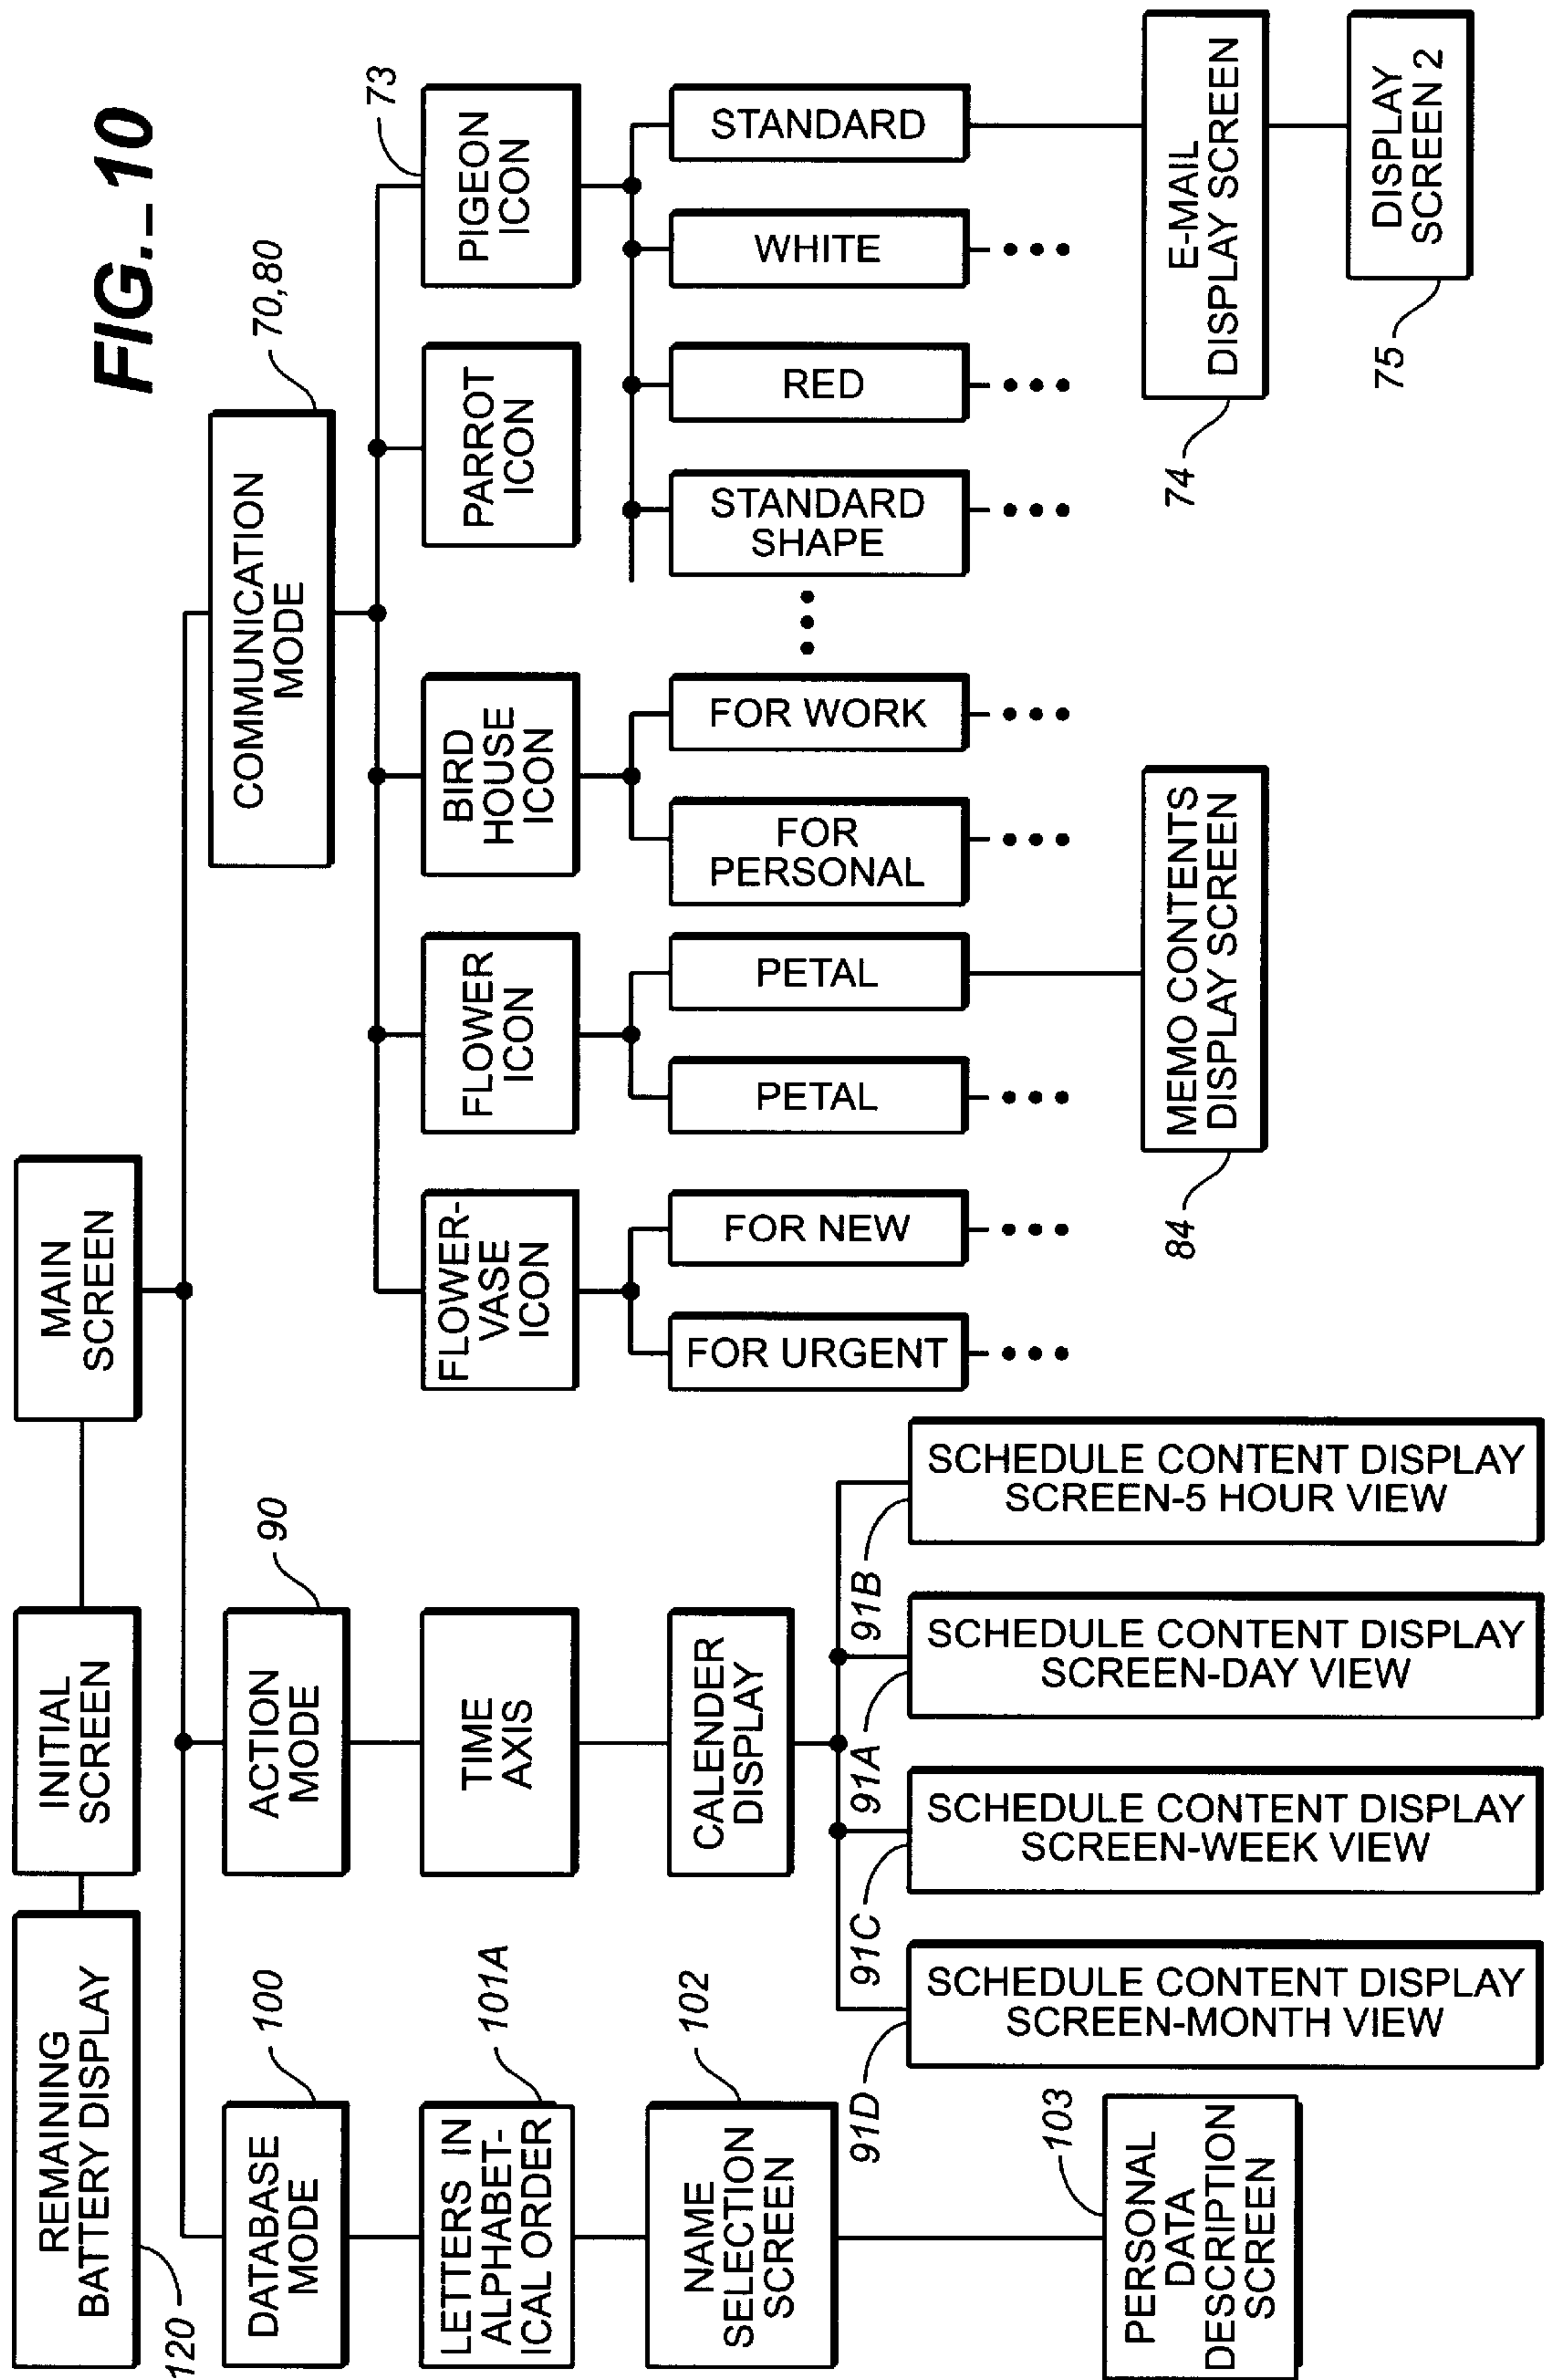 FIG._10
REMAINING
BATTERY DISPLAY
120
INITIAL
SCREEN
MAIN
SCREEN
DATABASE
MODE
100
ACTION
MODE
90
COMMUNICATION
MODE
70,80
LETTERS IN
ALPHABET-
ICAL ORDER
101A
TIME
AXIS
FLOWER-
VASE
ICON
FLOWER
ICON
BIRD
HOUSE
ICON
PARROT
ICON
PIGEON
ICON
73
NAME
SELECTION
SCREEN
102
CALENDER
DISPLAY
FOR URGENT
FOR NEW
PETAL
PETAL
FOR
PERSONAL
FOR WORK
STANDARD
SHAPE
RED
WHITE
STANDARD
91D
SCHEDULE CONTENT DISPLAY
SCREEN-MONTH VIEW
91C
SCHEDULE CONTENT DISPLAY
SCREEN-WEEK VIEW
91A
SCHEDULE CONTENT DISPLAY
SCREEN-DAY VIEW
91B
SCHEDULE CONTENT DISPLAY
SCREEN-5 HOUR VIEW
PERSONAL
DATA
DESCRIPTION
SCREEN
103
MEMO CONTENTS
DISPLAY SCREEN
84
E-MAIL
DISPLAY SCREEN
74
DISPLAY
SCREEN 2
75